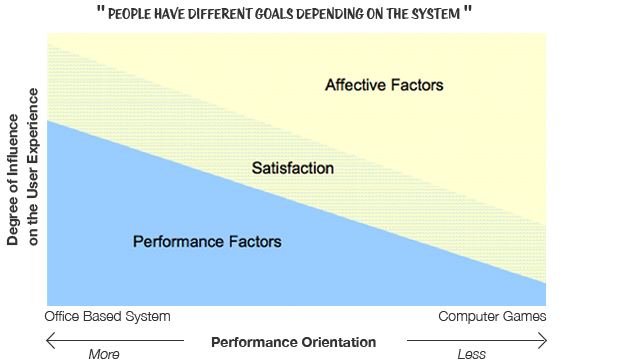 " PEOPLE HAVE DIFFERENT GOALS DEPENDING ON THE SYSTEM "
Degree of Influence
on the User Experience
Affective Factors
Satisfaction
Performance Factors
Office Based System
Computer Games
Performance Orientation
More
Less